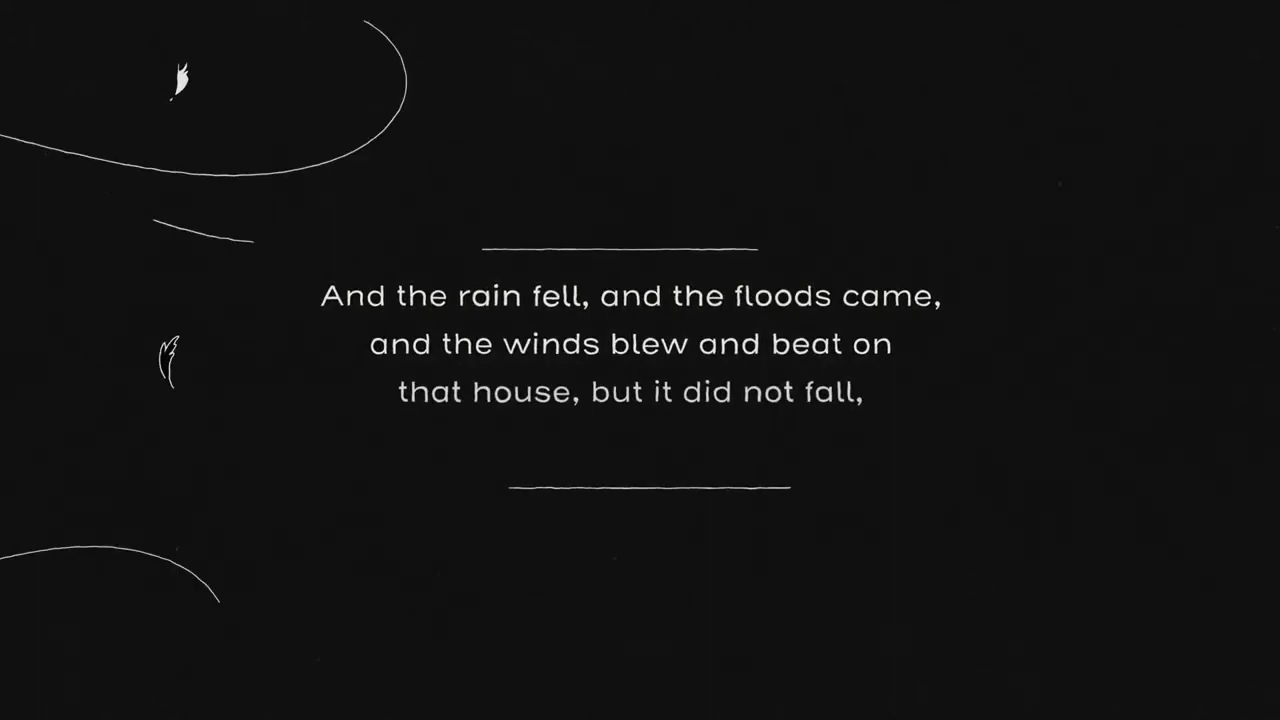 And the rain fell, and the floods came,
and the winds blew and beat on
that house, but it did not fall,